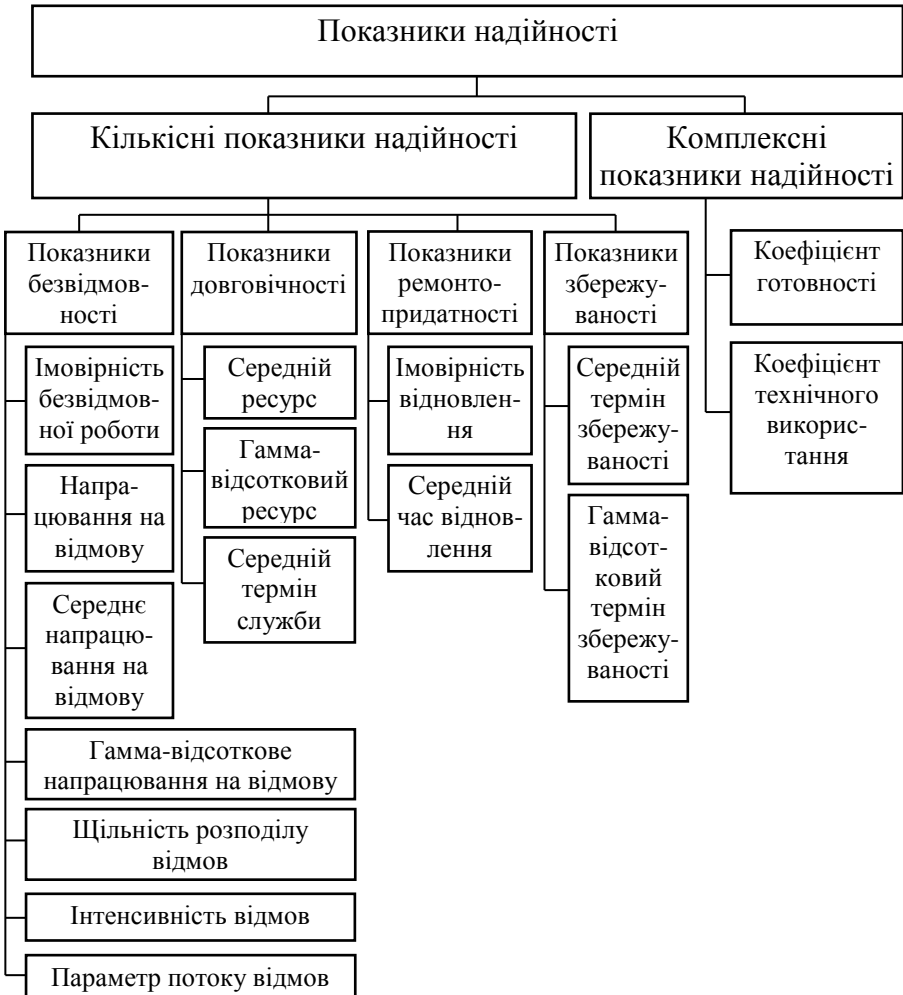 Показники надійності
Кількісні показники надійності
Комплексні
показники надійності
Показники
безвідмов-
ності
Показники
довговічності
Показники
ремонто-
придатності
Показники
збережу-
ваності
Коефіцієнт
готовності
Коефіцієнт
технічного
викорис-
тання
Імовірність
безвідмов-
ної роботи
Напра-
цювання на
відмову
Середнє
напрацю-
вання на
відмову
Гамма-відсоткове
напрацювання на відмову
Щільність розподілу
відмов
Інтенсивність відмов
Параметр потоку відмов
Середній
ресурс
Гамма-
відсотковий
ресурс
Середній
термін
служби
Імовірність
відновлен-
ня
Середній
час віднов-
лення
Середній
термін
збережу-
ваності
Гамма-
відсот-
ковий
термін
збережу-
ваності